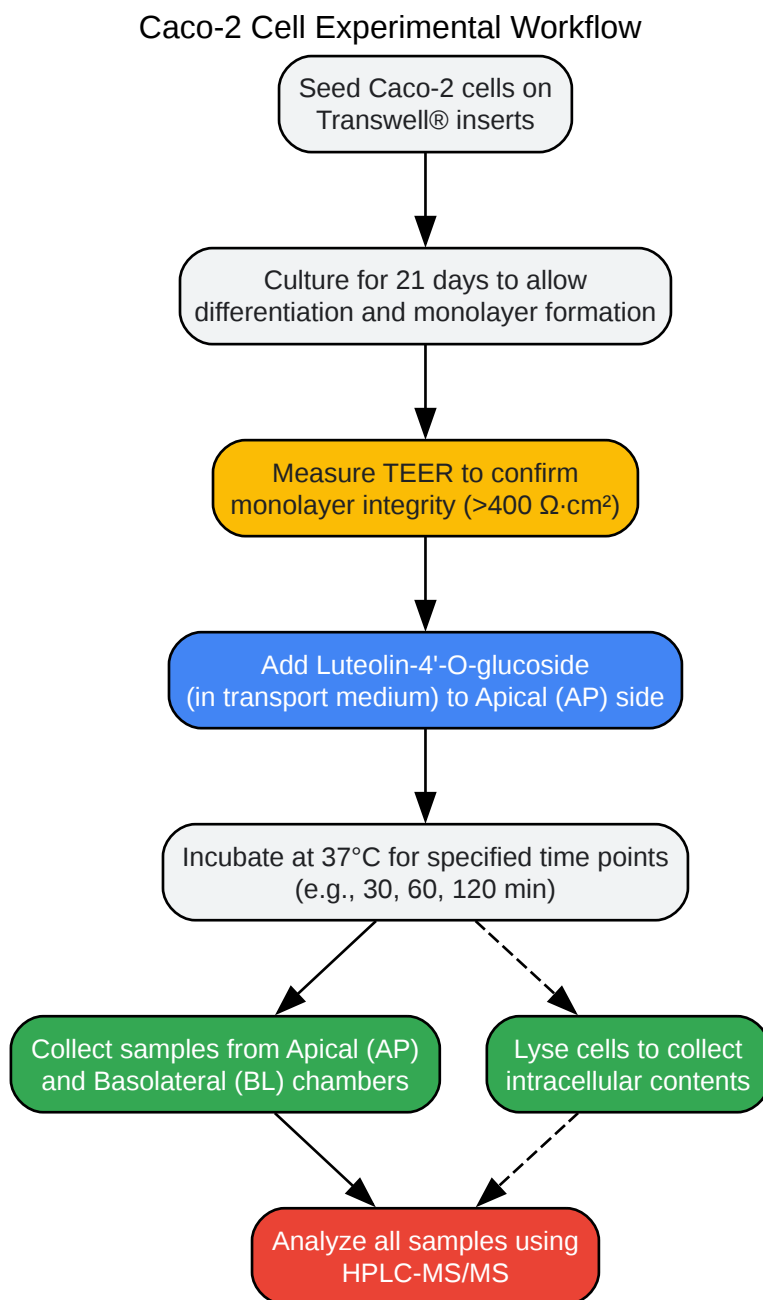 Caco-2 Cell Experimental Workflow
Seed Caco-2 cells on
Transwell® inserts
Culture for 21 days to allow
differentiation and monolayer formation
Measure TEER to confirm
monolayer integrity (>400 Ω·cm²)
Add Luteolin-4'-O-glucoside
(in transport medium) to Apical (AP) side
Incubate at 37°C for specified time points
(e.g., 30, 60, 120 min)
Collect samples from Apical (AP)
and Basolateral (BL) chambers
Lyse cells to collect
intracellular contents
Analyze all samples using
HPLC-MS/MS